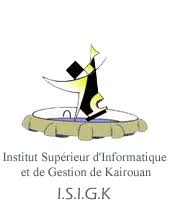 Institut Supérieur d'Informatique
et de Gestion de Kairouan
I.S.I.G.K